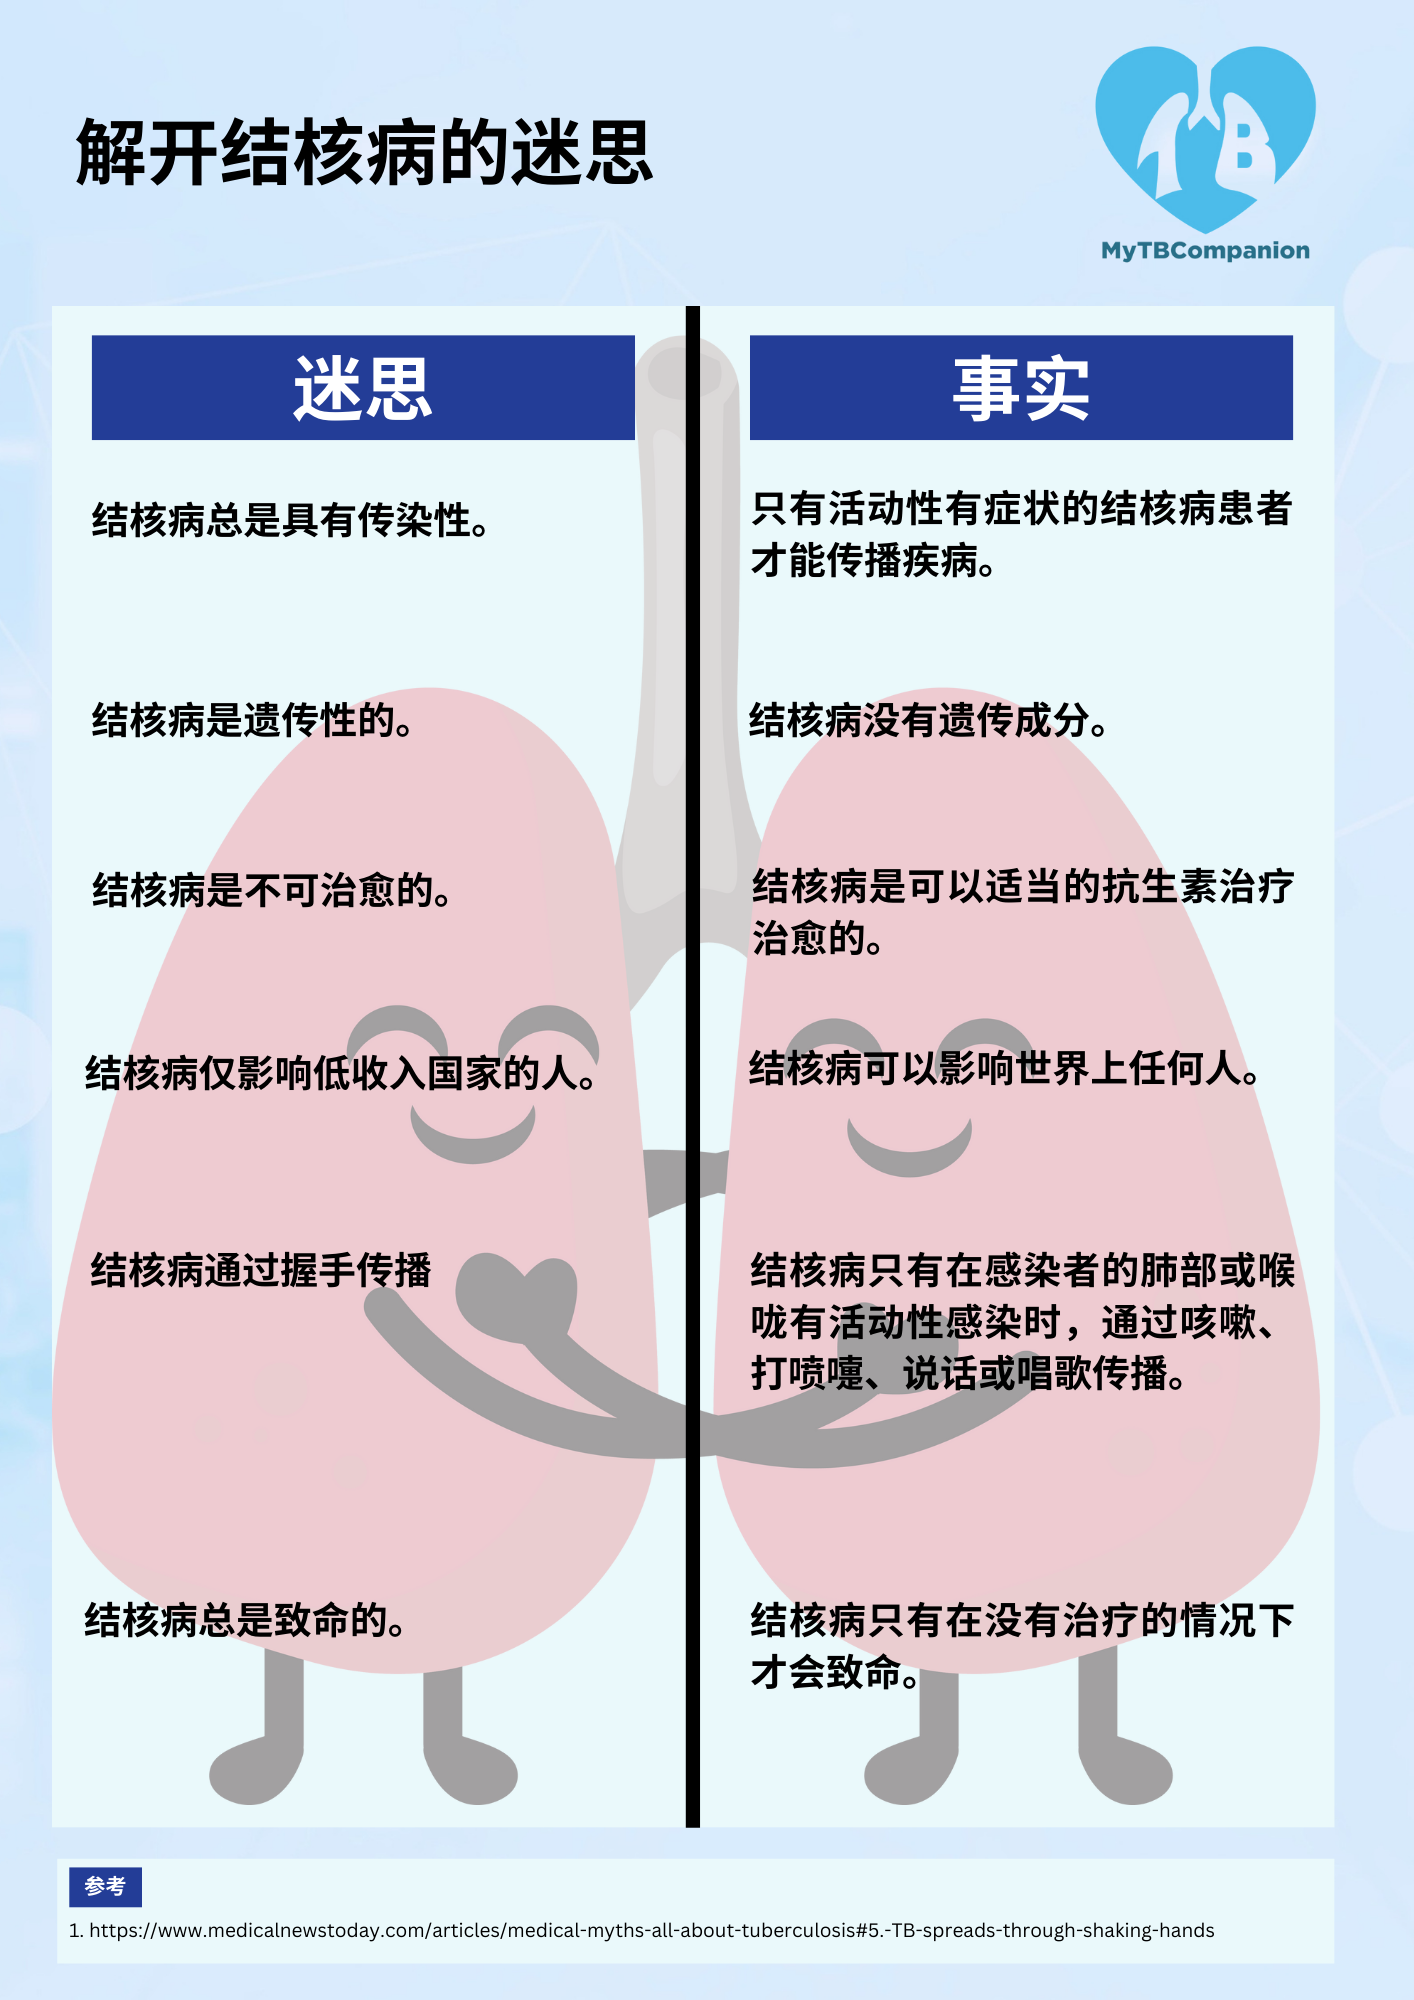 解开结核病的迷思
TB
MyTBCompanion
迷思
事实
结核病总是具有传染性。
只有活动性有症状的结核病患者
才能传播疾病。
结核病是遗传性的。
结核病没有遗传成分。
结核病是不可治愈的。
结核病是可以适当的抗生素治疗
治愈的。
结核病仅影响低收入国家的人。
结核病可以影响世界上任何人。
结核病通过握手传播
结核病只有在感染者的肺部或喉
咙有活动性感染时，通过咳嗽、
打喷嚏、说话或唱歌传播。
结核病总是致命的。
结核病只有在没有治疗的情况下
才会致命。
参考
1. https://www.medicalnewstoday.com/articles/medical-myths-all-about-tuberculosis#5.-TB-spreads-through-shaking-hands